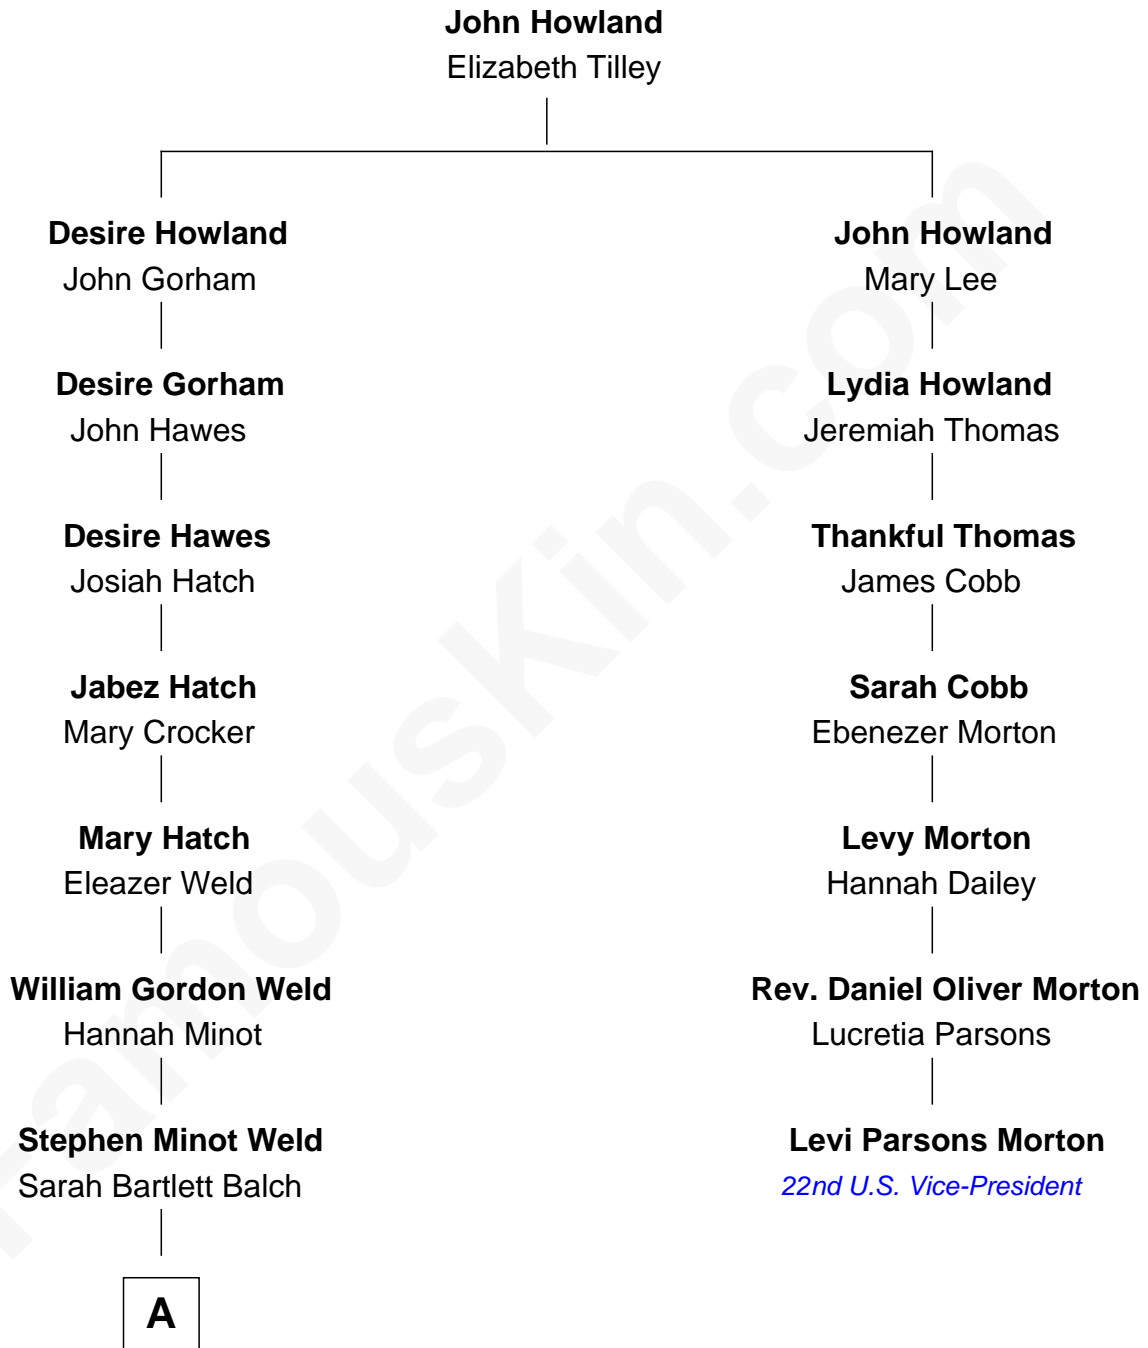 John Howland
Elizabeth Tilley
Desire Howland
John Gorham
John Howland
Mary Lee
Desire Gorham
John Hawes
Lydia Howland
Jeremiah Thomas
Desire Hawes
Josiah Hatch
Thankful Thomas
James Cobb
Jabez Hatch
Mary Crocker
Sarah Cobb
Ebenezer Morton
Mary Hatch
Eleazer Weld
Levy Morton
Hannah Dailey
William Gordon Weld
Hannah Minot
Rev. Daniel Oliver Morton
Lucretia Parsons
Stephen Minot Weld
Sarah Bartlett Balch
Levi Parsons Morton
22nd U.S. Vice-President
A
FamousKin.com